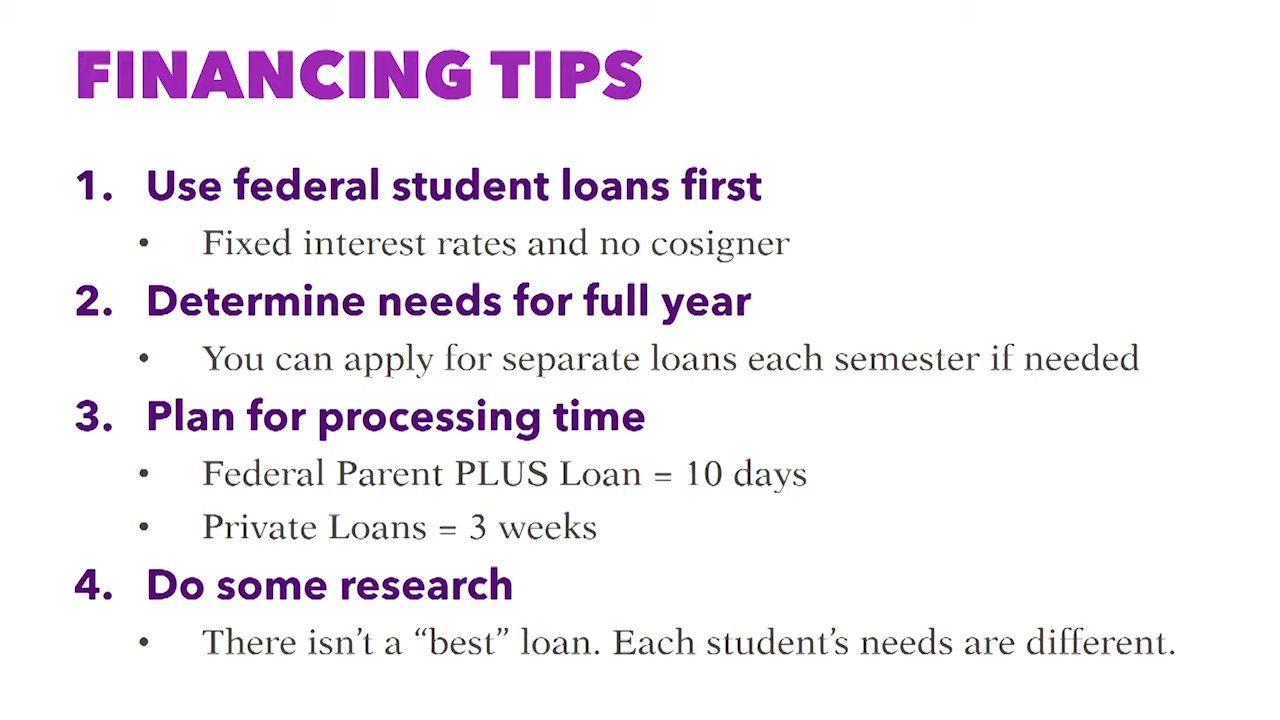 FINANCING TIPS
1. Use federal student loans first
• Fixed interest rates and no cosigner
2. Determine needs for full year
• You can apply for separate loans each semester if needed
3. Plan for processing time
• Federal Parent PLUS Loan = 10 days
• Private Loans = 3 weeks
4. Do some research
• There isn’t a “best” loan. Each student’s needs are different.